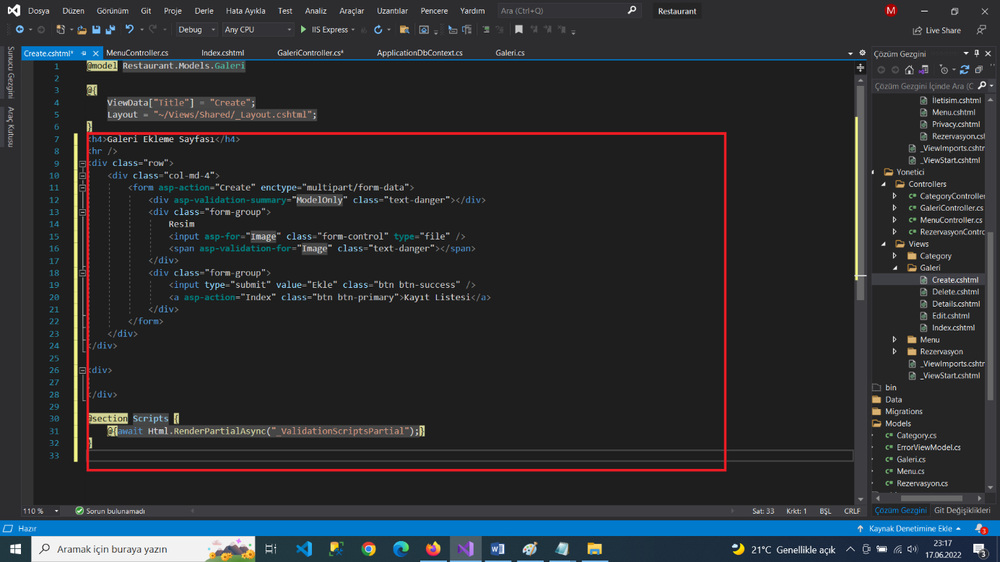 Dosya Düzen Görünüm Git Proje Derle Hata Ayıkla Test Analiz Araçlar Uzantılar Pencere Yardım Ara (Ctrl+Q) Restaurant M
Debug Any CPU IIS Express Live Share
Sunucu Gezgini
Araç Kutusu
Create.cshtml* MenuController.cs Index.cshtml GaleriController.cs* ApplicationDbContext.cs Galeri.cs
1 @model Restaurant.Models.Galeri
2
3 @{
4 ViewData["Title"] = "Create";
5 Layout = "~/Views/Shared/_Layout.cshtml";
6 }
7 <h4>Galeri Ekleme Sayfası</h4>
8 <hr />
9 <div class="row">
10 <div class="col-md-4">
11 <form asp-action="Create" enctype="multipart/form-data">
12 <div asp-validation-summary="ModelOnly" class="text-danger"></div>
13 <div class="form-group">
14 Resim
15 <input asp-for="Image" class="form-control" type="file" />
16 <span asp-validation-for="Image" class="text-danger"></span>
17 </div>
18 <div class="form-group">
19 <input type="submit" value="Ekle" class="btn btn-success" />
20 <a asp-action="Index" class="btn btn-primary">Kayıt Listesi</a>
21 </div>
22 </form>
23 </div>
24 </div>
25
26 <div>
27
28 </div>
29
30 @section Scripts {
31 @{await Html.RenderPartialAsync("_ValidationScriptsPartial");}
32 }
33
Çözüm Gezgini
Çözüm Gezgini İçinde Ara (C
İletisim.cshtml
Menu.cshtml
Privacy.cshtml
Rezervasyon.csh
_ViewImports.cshtm
_ViewStart.cshtml
Yonetici
Controllers
CategoryController
GaleriController.cs
MenuController.cs
RezervasyonContro
Views
Category
Galeri
Create.cshtml
Delete.cshtml
Details.cshtml
Edit.cshtml
Index.cshtml
Menu
Rezervasyon
_ViewImports.cshtm
_ViewStart.cshtml
bin
Data
Migrations
Models
Category.cs
ErrorViewModel.cs
Galeri.cs
Menu.cs
Rezervasyon.cs
110 % Sorun bulunamadı Sat: 33 Krkt: 1 BŞL CRLF
Çözüm Gezgini Git Değişiklikleri
Hazır Kaynak Denetimine Ekle 3
Aramak için buraya yazın 21°C Genellikle açık 23:17
17.06.2022 3